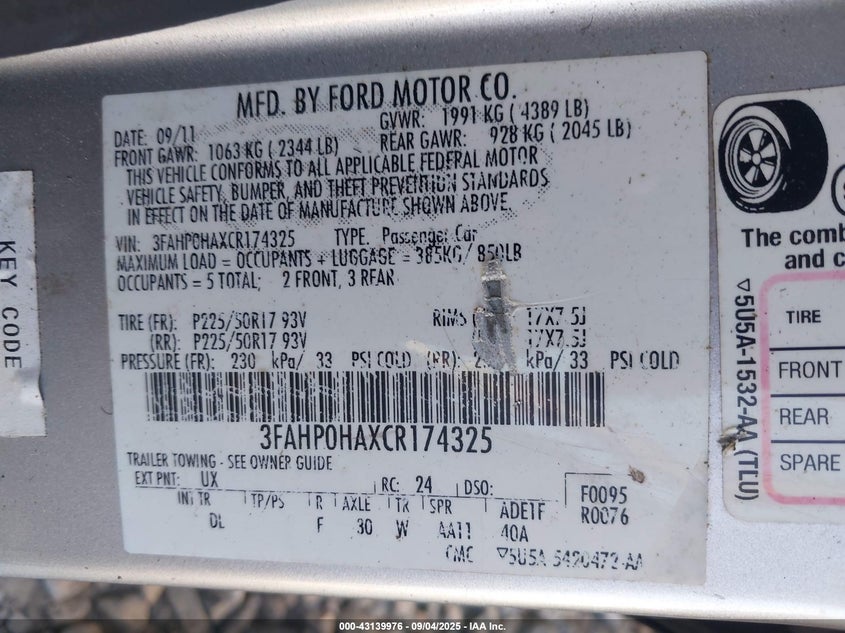 MFD. BY FORD MOTOR CO.
DATE: 09/11 GVWR: 1991 KG ( 4389 LB)
FRONT GAWR: 1063 KG ( 2344 LB) REAR GAWR: 928 KG ( 2045 LB)
THIS VEHICLE CONFORMS TO ALL APPLICABLE FEDERAL MOTOR
VEHICLE SAFETY, BUMPER, AND THEFT PREVENTION STANDARDS
IN EFFECT ON THE DATE OF MANUFACTURE SHOWN ABOVE.
VIN: 3FAHP0HAXCR174325 TYPE: Passenger Car
MAXIMUM LOAD = OCCUPANTS + LUGGAGE = 385KG/ 850LB
OCCUPANTS = 5 TOTAL; 2 FRONT, 3 REAR
TIRE (FR): P225/50R17 93V RIMS 17X7.5J
(RR): P225/50R17 93V 17X7.5J
PRESSURE (FR): 230 kPa/ 33 PSI COLD (RR): kPa/ 33 PSI COLD
3FAHP0HAXCR174325
TRAILER TOWING - SEE OWNER GUIDE
EXT PNT: UX RC: 24 DSO: F0095
R0076
INT TR TP/PS R AXLE TR SPR ADE1F
DL F 30 W AA11 40A
CMC ▽5U5A-5420472-AA
KEY CODE
The comb
and c
▽5U5A-1532-AA (TLU)
TIRE
FRONT
REAR
SPARE
000-43139976 - 09/04/2025 - IAA Inc.